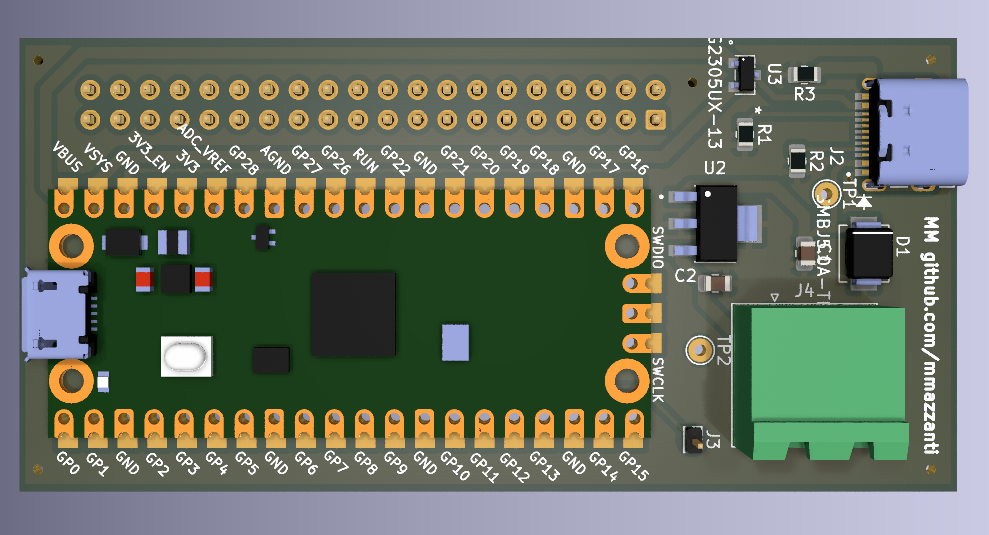 G2305UX-13
U3
R3
R1
*
J2
R2
U2
TP1
VBUS
VSYS
GND
3V3_EN
3V3
ADC_VREF
GP28
AGND
GP27
GP26
RUN
GP22
GND
GP21
GP20
GP19
GP18
GND
GP17
GP16
SWDIO
SWCLK
C2
D1
J4
TP2
J3
MM github.com/mmazzanti
GP0
GP1
GND
GP2
GP3
GP4
GP5
GND
GP6
GP7
GP8
GP9
GND
GP10
GP11
GP12
GP13
GND
GP14
GP15